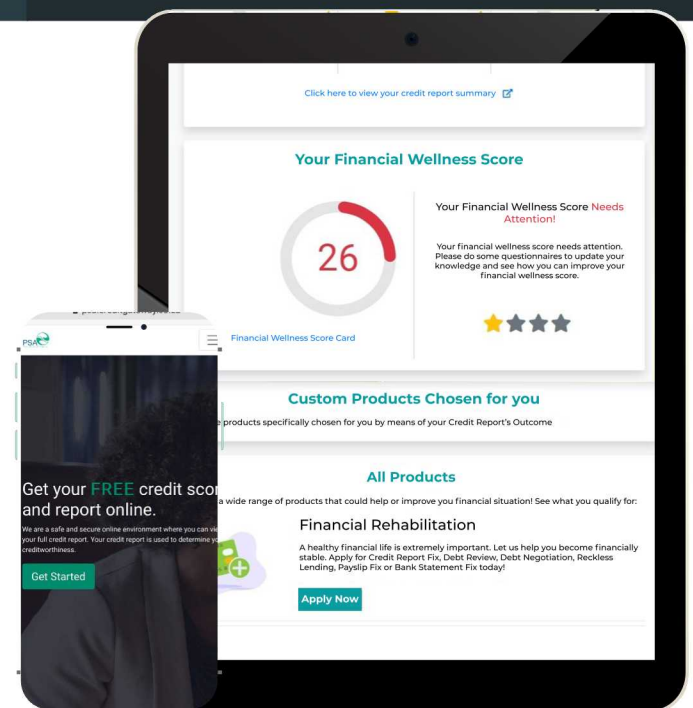 Click here to view your credit report summary
Your Financial Wellness Score
26
Your Financial Wellness Score Needs
Attention!
Your financial wellness score needs attention.
Please do some questionnaires to update your
knowledge and see how you can improve your
financial wellness score.
Financial Wellness Score Card
Custom Products Chosen for you
products specifically chosen for you by means of your Credit Report's Outcome
All Products
a wide range of products that could help or improve you financial situation! See what you qualify for:
Financial Rehabilitation
A healthy financial life is extremely important. Let us help you become financially
stable. Apply for Credit Report Fix, Debt Review, Debt Negotiation, Reckless
Lending, Payslip Fix or Bank Statement Fix today!
Apply Now
PSA
Get your FREE credit scor
and report online.
We are a safe and secure online environment where you can vie
your full credit report. Your credit report is used to determine yo
creditworthiness.
Get Started